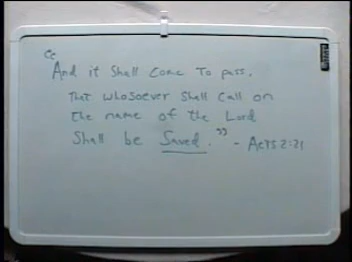 “And it shall come to pass,
that whosoever shall call on
the name of the Lord
shall be Saved.” - Acts 2:21